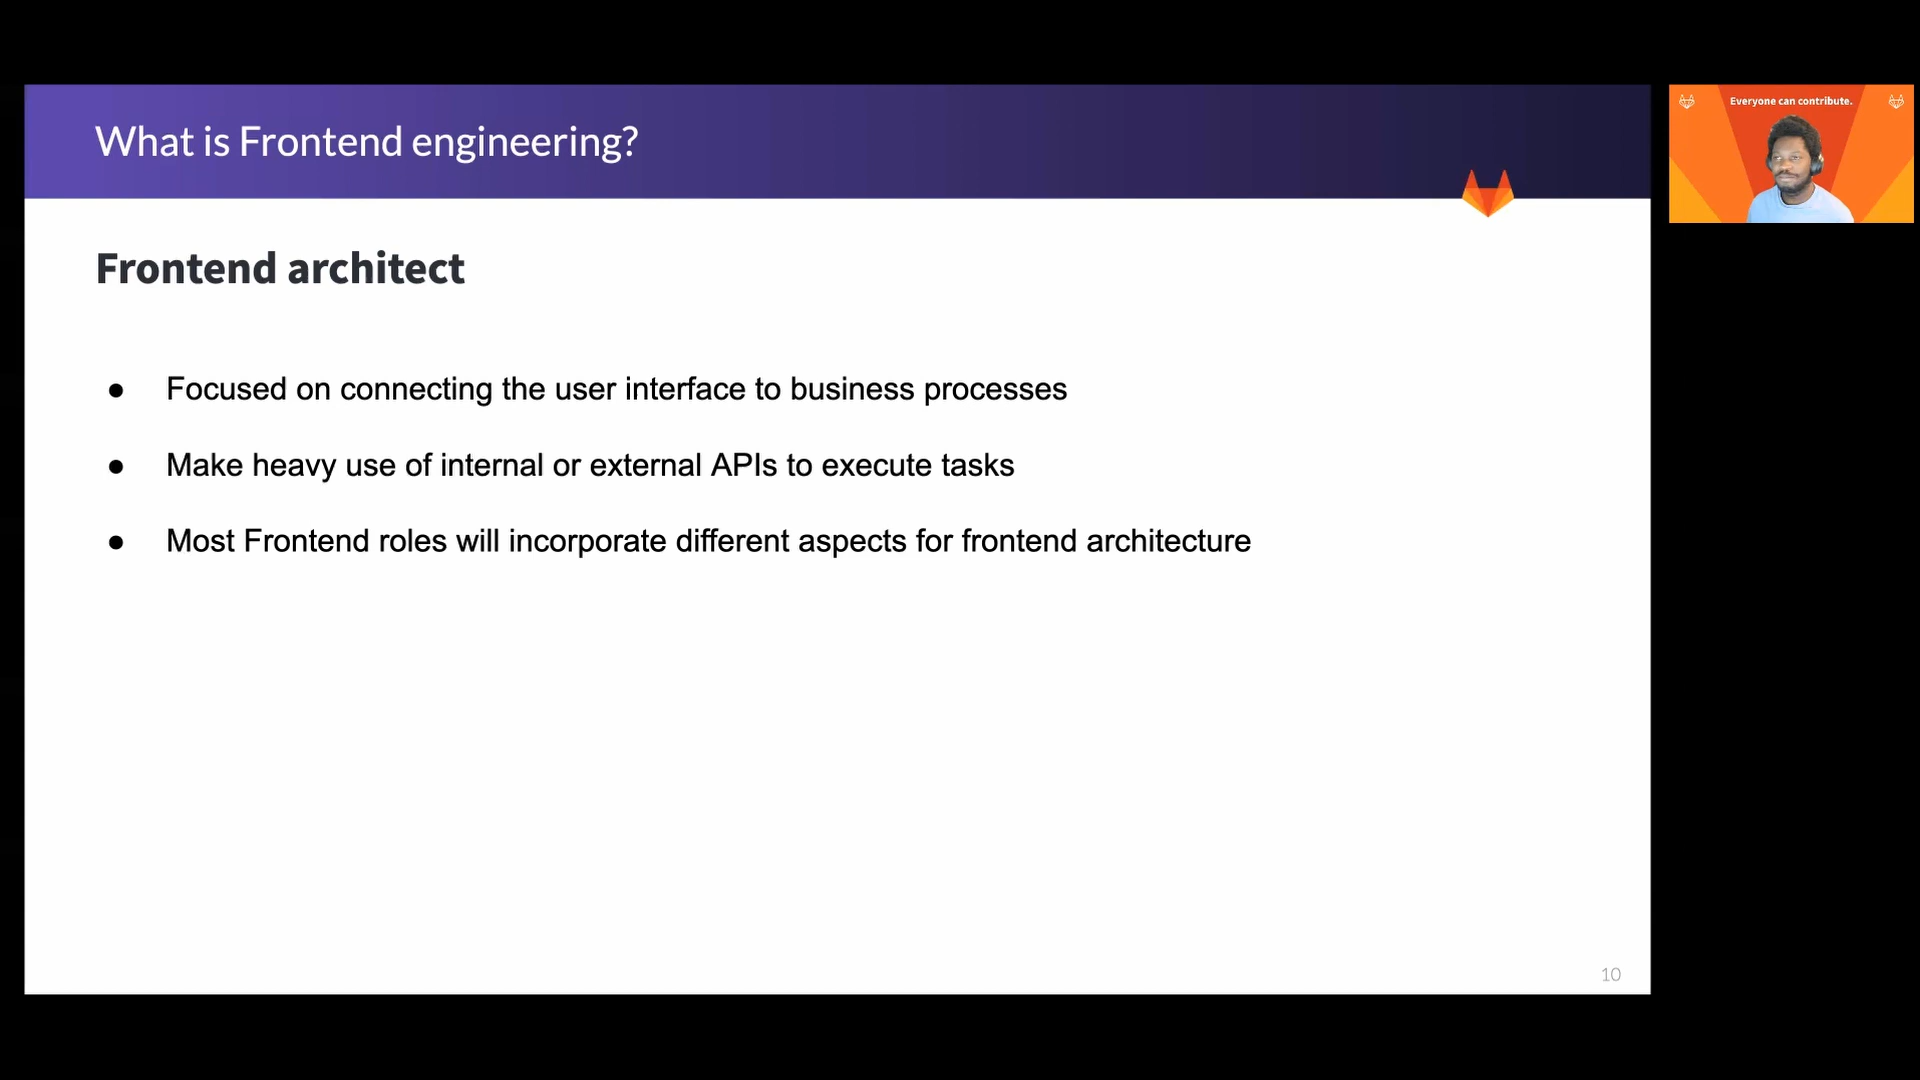 What is Frontend engineering?
Everyone can contribute.
Frontend architect
● Focused on connecting the user interface to business processes
● Make heavy use of internal or external APIs to execute tasks
● Most Frontend roles will incorporate different aspects for frontend architecture
10